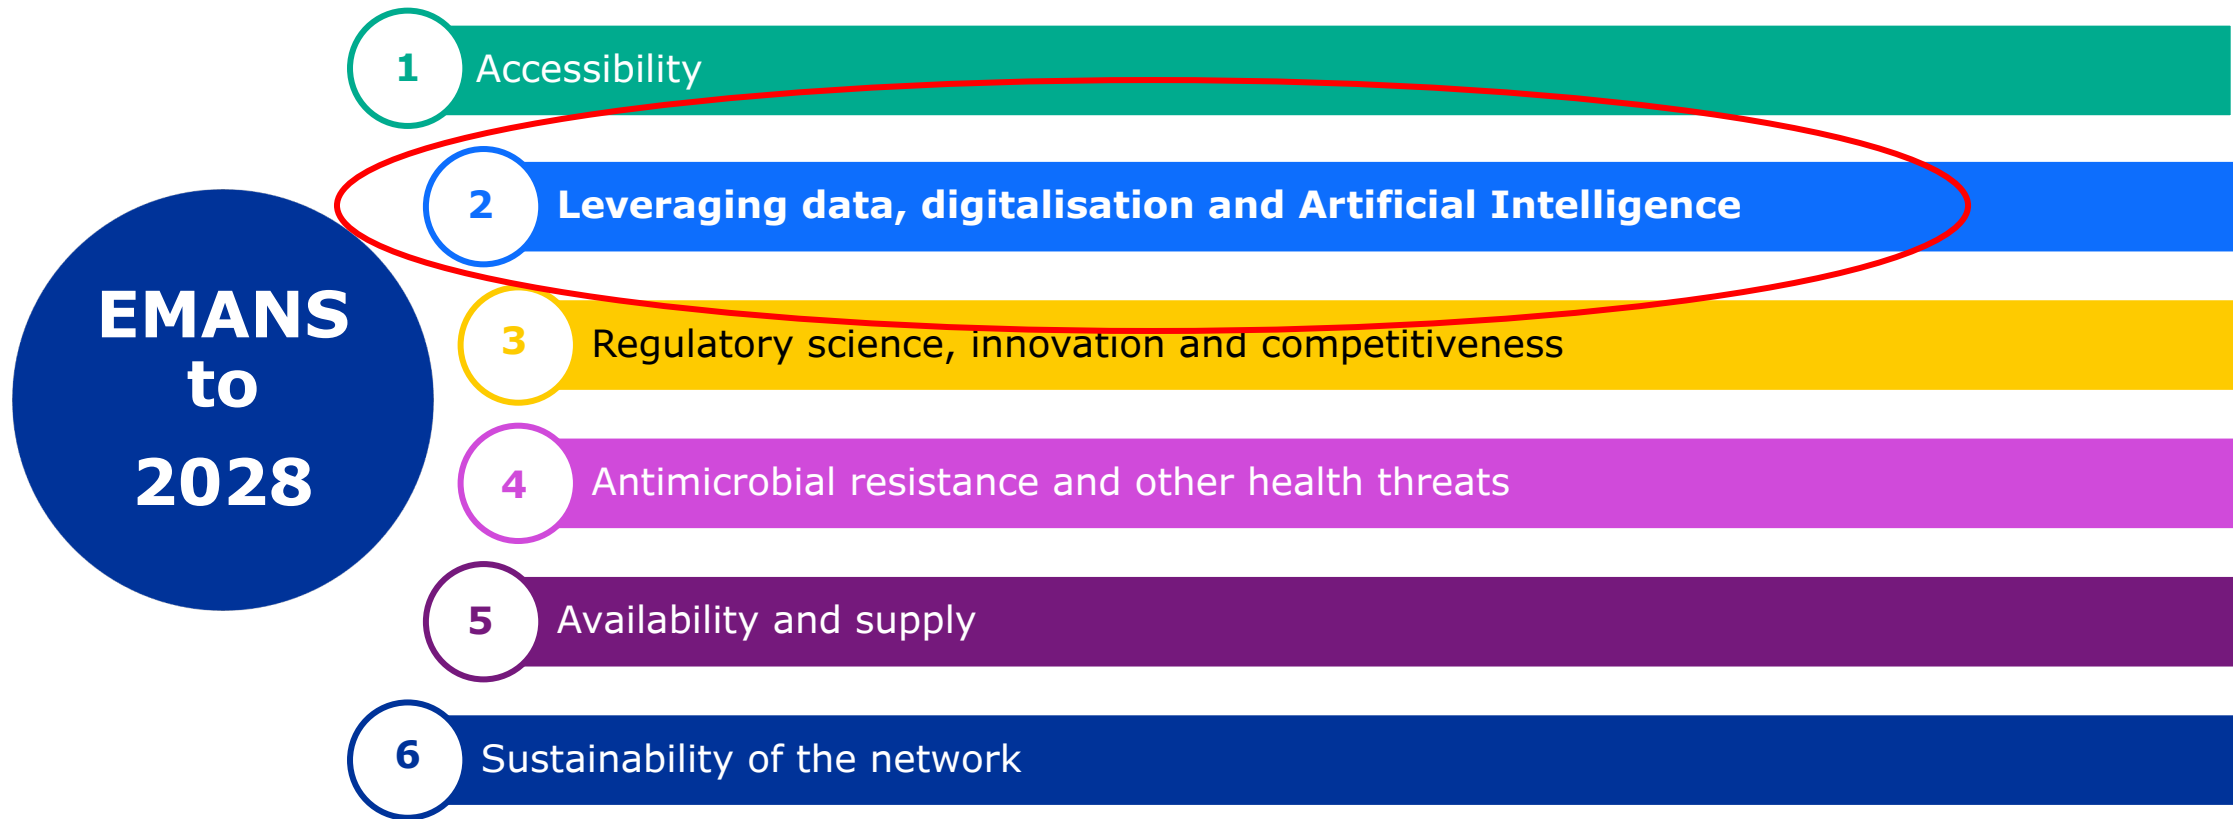 EMANS
to
2028
1 Accessibility
2 Leveraging data, digitalisation and Artificial Intelligence
3 Regulatory science, innovation and competitiveness
4 Antimicrobial resistance and other health threats
5 Availability and supply
6 Sustainability of the network